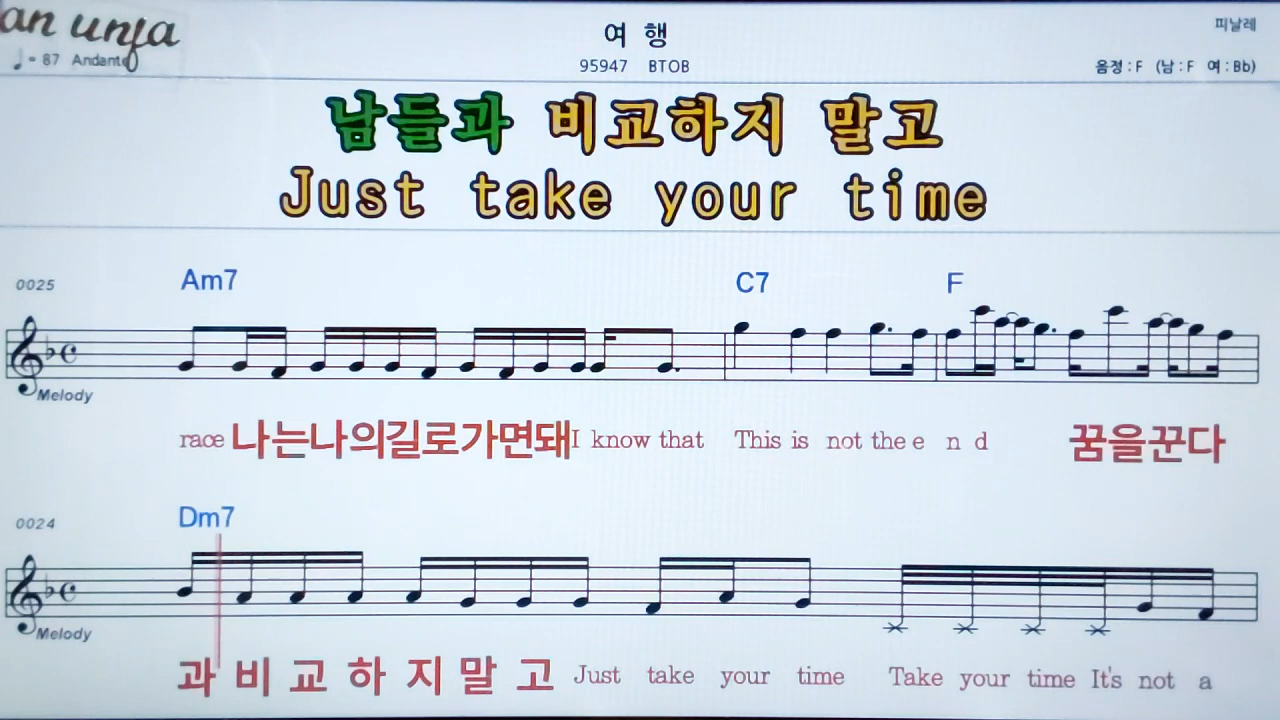 an unja
피날레
여 행
♩= 87 Andante
95947 BTOB
음정 : F (남 : F 여 : Bb)
남들과 비교하지 말고
Just take your time
0025
Am7 C7 F
Melody
race 나는나의길로가면돼I know that This is not the e n d 꿈을꾼다
0024
Dm7
Melody
과 비 교 하 지 말 고 Just take your time Take your time It's not a